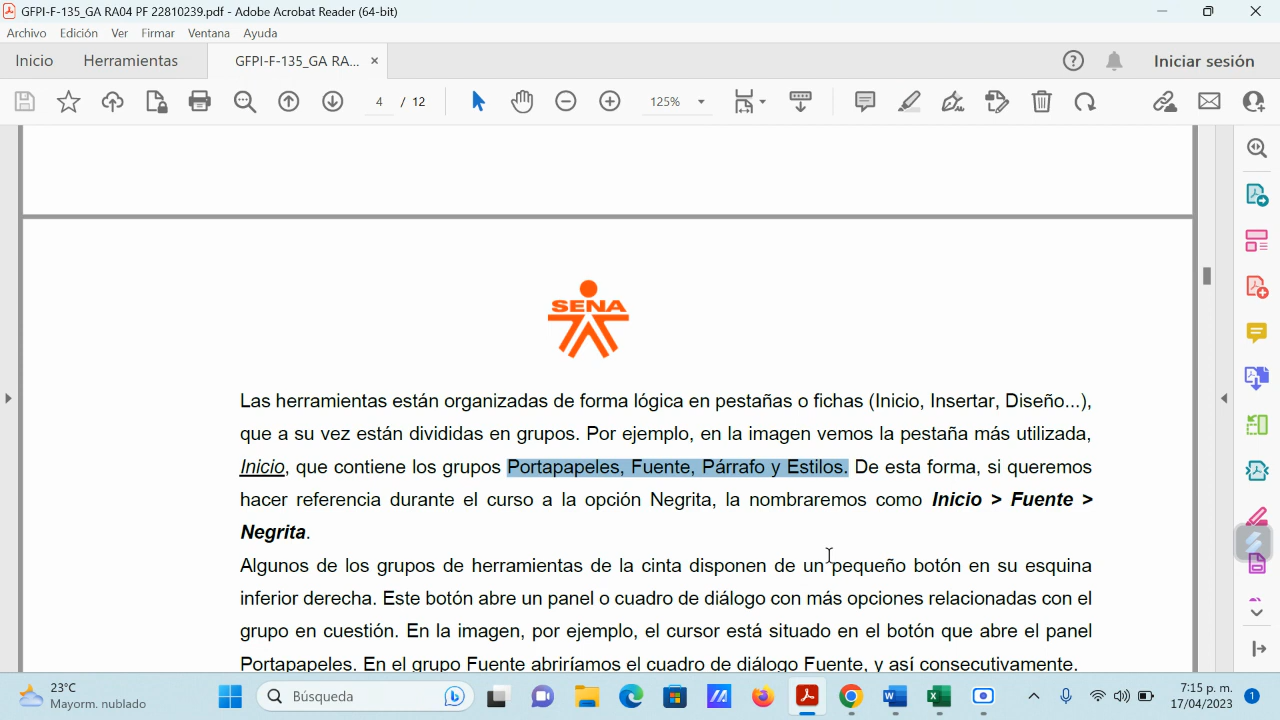 GFPI-F-135_GA RA04 PF 22810239.pdf - Adobe Acrobat Reader (64-bit)
Archivo Edición Ver Firmar Ventana Ayuda
Inicio Herramientas GFPI-F-135_GA RA... × Iniciar sesión
4 / 12 125%
SENA
Las herramientas están organizadas de forma lógica en pestañas o fichas (Inicio, Insertar, Diseño...),
que a su vez están divididas en grupos. Por ejemplo, en la imagen vemos la pestaña más utilizada,
Inicio, que contiene los grupos Portapapeles, Fuente, Párrafo y Estilos. De esta forma, si queremos
hacer referencia durante el curso a la opción Negrita, la nombraremos como Inicio > Fuente >
Negrita.
Algunos de los grupos de herramientas de la cinta disponen de un pequeño botón en su esquina
inferior derecha. Este botón abre un panel o cuadro de diálogo con más opciones relacionadas con el
grupo en cuestión. En la imagen, por ejemplo, el cursor está situado en el botón que abre el panel
Portapapeles. En el grupo Fuente abriríamos el cuadro de diálogo Fuente, y así consecutivamente.
23°C
Mayorm. nublado
Búsqueda
7:15 p. m.
17/04/2023
1